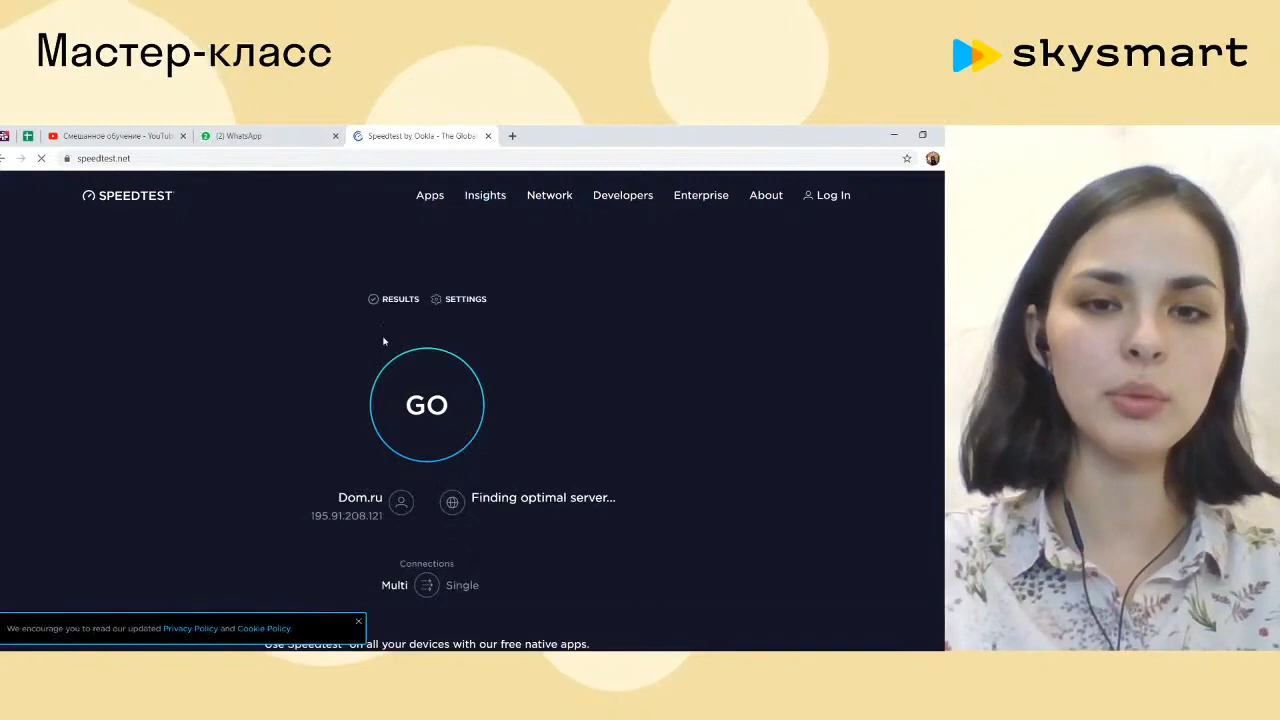 Мастер-класс
skysmart
Смешанное обучение - YouTub
(2) WhatsApp
Speedtest by Ookla - The Global
speedtest.net
SPEEDTEST
Apps Insights Network Developers Enterprise About Log In
RESULTS SETTINGS
GO
Dom.ru
195.91.208.121
Finding optimal server...
Connections
Multi Single
We encourage you to read our updated Privacy Policy and Cookie Policy.
Use Speedtest on all your devices with our free native apps.